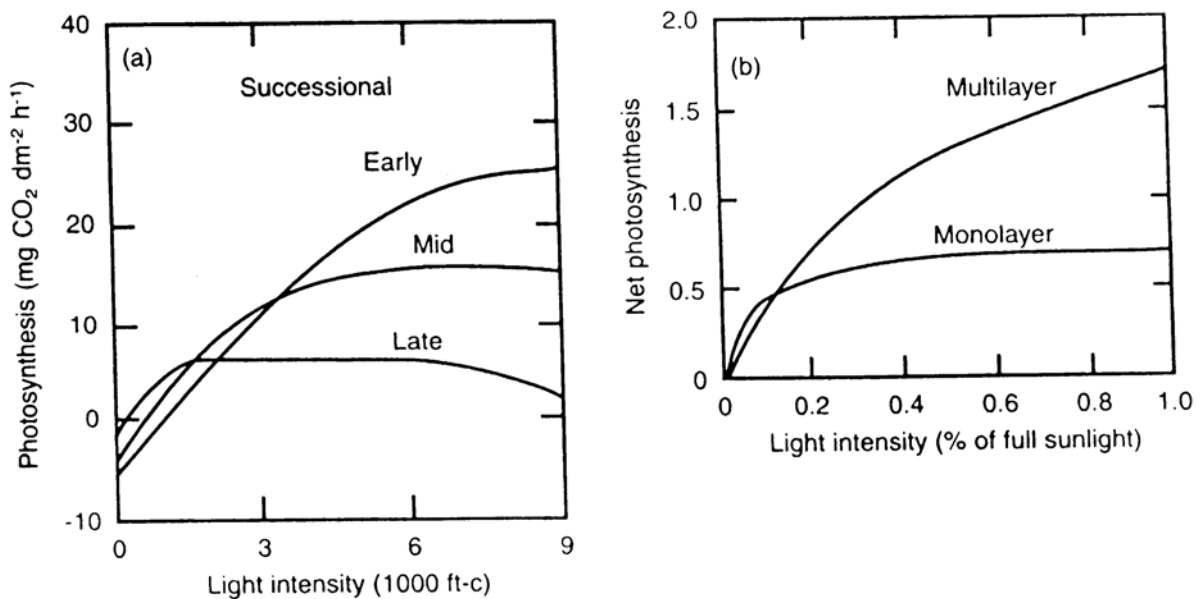 (a)
Successional
Early
Mid
Late
Photosynthesis (mg CO₂ dm⁻² h⁻¹)
40
30
20
10
0
-10
0 3 6 9
Light intensity (1000 ft-c)
(b)
Multilayer
Monolayer
Net photosynthesis
2.0
1.5
1.0
0.5
0
0 0.2 0.4 0.6 0.8 1.0
Light intensity (% of full sunlight)